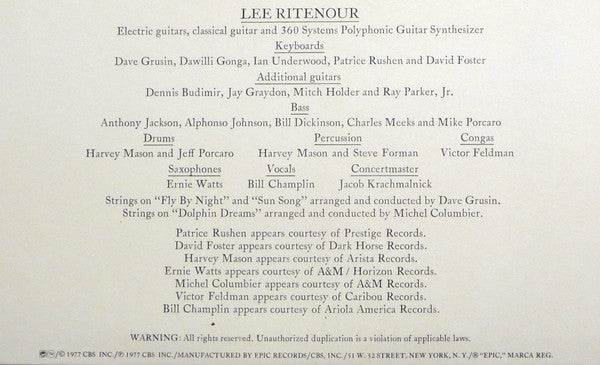 LEE RITENOUR
Electric guitars, classical guitar and 360 Systems Polyphonic Guitar Synthesizer
Keyboards
Dave Grusin, Dawilli Gonga, Ian Underwood, Patrice Rushen and David Foster
Additional guitars
Dennis Budimir, Jay Graydon, Mitch Holder and Ray Parker, Jr.
Bass
Anthony Jackson, Alphonso Johnson, Bill Dickinson, Charles Meeks and Mike Porcaro
Drums Percussion Congas
Harvey Mason and Jeff Porcaro Harvey Mason and Steve Forman Victor Feldman
Saxophones Vocals Concertmaster
Ernie Watts Bill Champlin Jacob Krachmalnick
Strings on "Fly By Night" and "Sun Song" arranged and conducted by Dave Grusin.
Strings on "Dolphin Dreams" arranged and conducted by Michel Columbier.
Patrice Rushen appears courtesy of Prestige Records.
David Foster appears courtesy of Dark Horse Records.
Harvey Mason appears courtesy of Arista Records.
Ernie Watts appears courtesy of A&M / Horizon Records.
Michel Columbier appears courtesy of A&M Records.
Victor Feldman appears courtesy of Caribou Records.
Bill Champlin appears courtesy of Ariola America Records.
WARNING: All rights reserved. Unauthorized duplication is a violation of applicable laws.
/© 1977 CBS INC./℗ 1977 CBS INC./MANUFACTURED BY EPIC RECORDS/CBS, INC./51 W. 52 STREET, NEW YORK, N.Y./® "EPIC," MARCA REG.